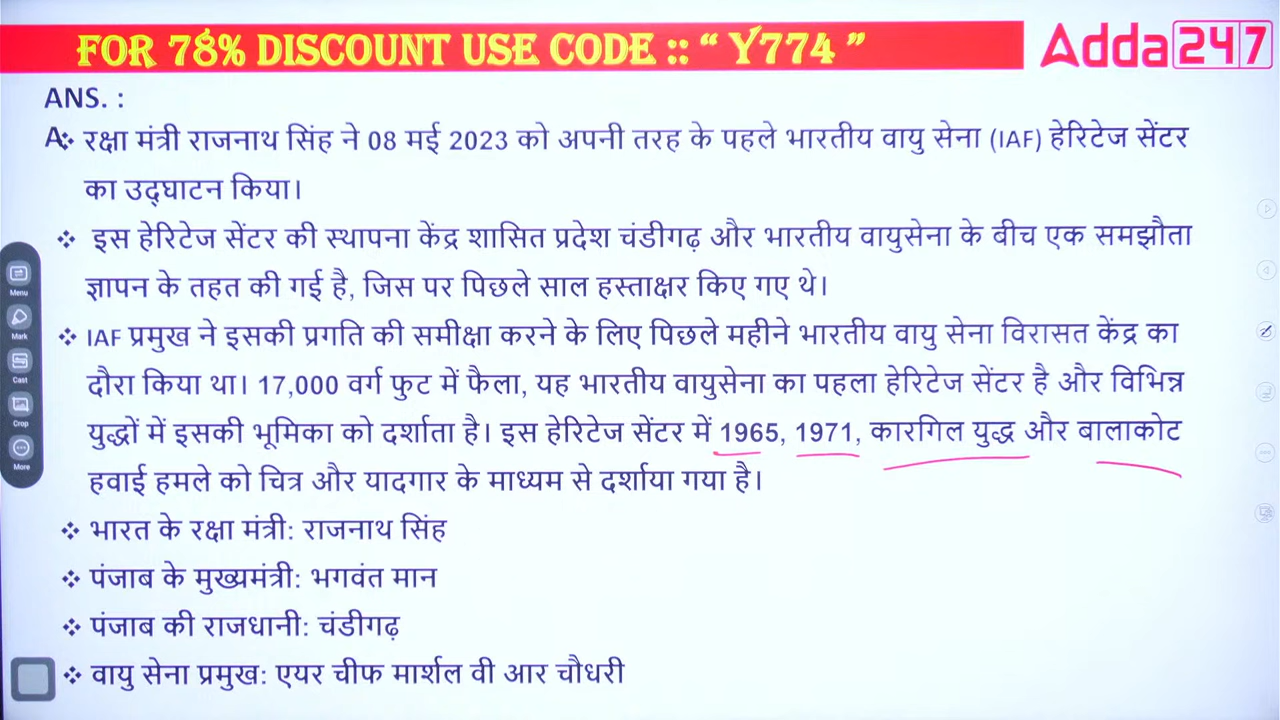 FOR 78% DISCOUNT USE CODE :: “ Y774 ”
Adda247
ANS. :
A
❖ रक्षा मंत्री राजनाथ सिंह ने 08 मई 2023 को अपनी तरह के पहले भारतीय वायु सेना (IAF) हेरिटेज सेंटर
का उद्घाटन किया।
❖ इस हेरिटेज सेंटर की स्थापना केंद्र शासित प्रदेश चंडीगढ़ और भारतीय वायुसेना के बीच एक समझौता
ज्ञापन के तहत की गई है, जिस पर पिछले साल हस्ताक्षर किए गए थे।
❖ IAF प्रमुख ने इसकी प्रगति की समीक्षा करने के लिए पिछले महीने भारतीय वायु सेना विरासत केंद्र का
दौरा किया था। 17,000 वर्ग फुट में फैला, यह भारतीय वायुसेना का पहला हेरिटेज सेंटर है और विभिन्न
युद्धों में इसकी भूमिका को दर्शाता है। इस हेरिटेज सेंटर में 1965, 1971, कारगिल युद्ध और बालाकोट
हवाई हमले को चित्र और यादगार के माध्यम से दर्शाया गया है।
❖ भारत के रक्षा मंत्री: राजनाथ सिंह
❖ पंजाब के मुख्यमंत्री: भगवंत मान
❖ पंजाब की राजधानी: चंडीगढ़
❖ वायु सेना प्रमुख: एयर चीफ मार्शल वी आर चौधरी
Menu
Mark
Cast
Crop
More